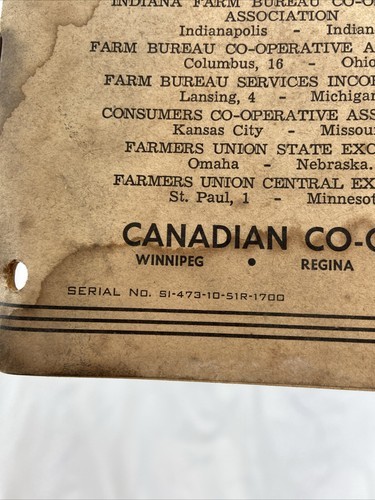 INDIANA FARM BUREAU CO-O
ASSOCIATION
Indianapolis - Indian
FARM BUREAU CO-OPERATIVE A
Columbus, 16 - Ohio
FARM BUREAU SERVICES INCOR
Lansing, 4 - Michigan
CONSUMERS CO-OPERATIVE ASS
Kansas City - Missou
FARMERS UNION STATE EXC
Omaha - Nebraska.
FARMERS UNION CENTRAL EX
St. Paul, 1 - Minnesot
CANADIAN CO-O
WINNIPEG • REGINA
SERIAL NO. SI-473-10-51R-1700